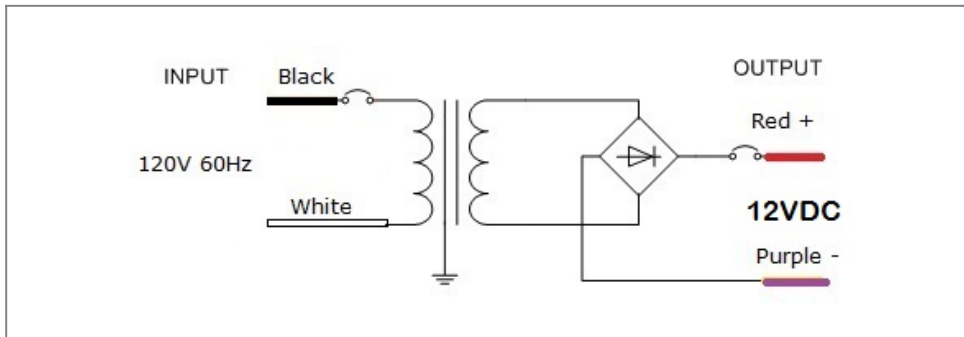 INPUT
Black
OUTPUT
Red +
120V 60Hz
White
12VDC
Purple -